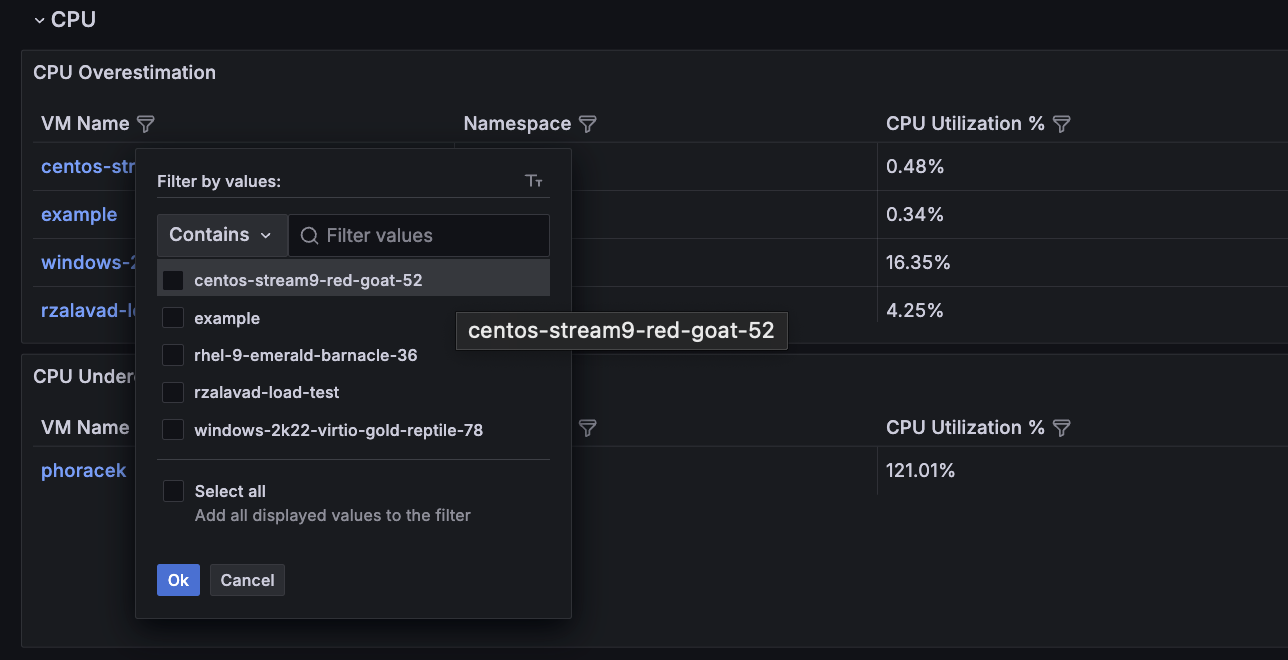 CPU
CPU Overestimation
VM Name Namespace CPU Utilization %
centos-str 0.48%
example 0.34%
windows-2 16.35%
rzalavad-l 4.25%
Filter by values:
Contains Filter values
centos-stream9-red-goat-52
example
centos-stream9-red-goat-52
rhel-9-emerald-barnacle-36
rzalavad-load-test
windows-2k22-virtio-gold-reptile-78
Select all
Add all displayed values to the filter
Ok Cancel
CPU Under
VM Name CPU Utilization %
phoracek 121.01%